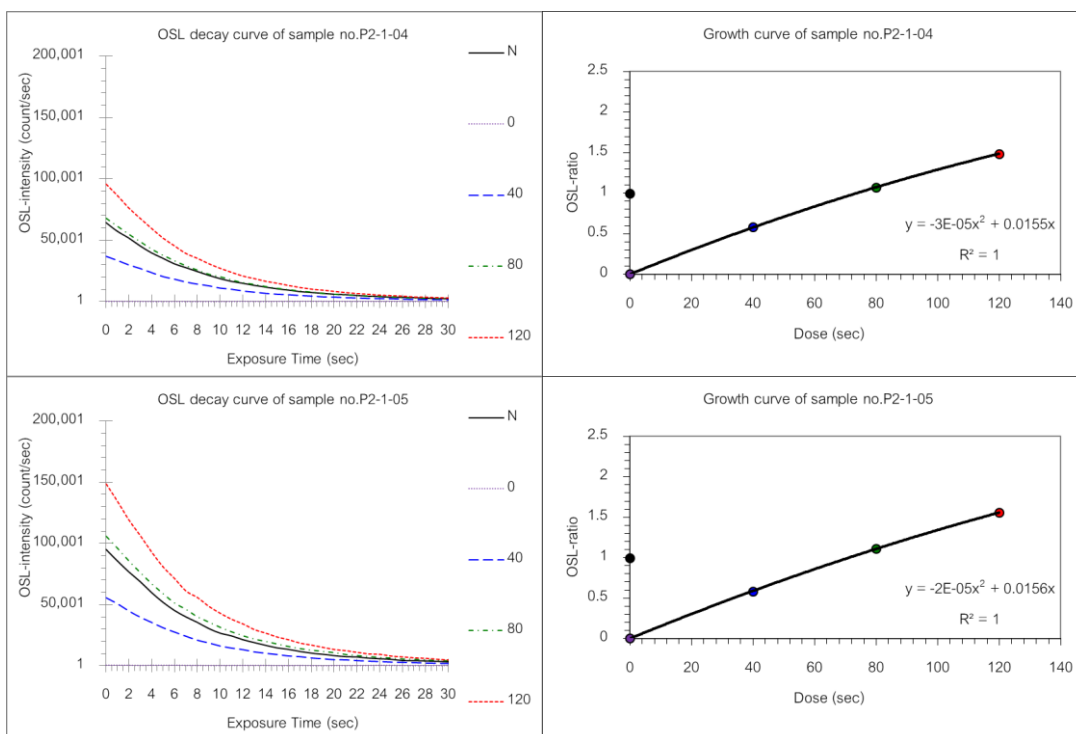 OSL decay curve of sample no.P2-1-04
OSL-intensity (count/sec)
200,001
150,001
100,001
50,001
1
0 2 4 6 8 10 12 14 16 18 20 22 24 26 28 30
Exposure Time (sec)
N
0
40
80
120
Growth curve of sample no.P2-1-04
OSL-ratio
2.5
2
1.5
1
0.5
0
0 20 40 60 80 100 120 140
Dose (sec)
y = -3E-05x² + 0.0155x
R² = 1
OSL decay curve of sample no.P2-1-05
OSL-intensity (count/sec)
200,001
150,001
100,001
50,001
1
0 2 4 6 8 10 12 14 16 18 20 22 24 26 28 30
Exposure Time (sec)
N
0
40
80
120
Growth curve of sample no.P2-1-05
OSL-ratio
2.5
2
1.5
1
0.5
0
0 20 40 60 80 100 120 140
Dose (sec)
y = -2E-05x² + 0.0156x
R² = 1